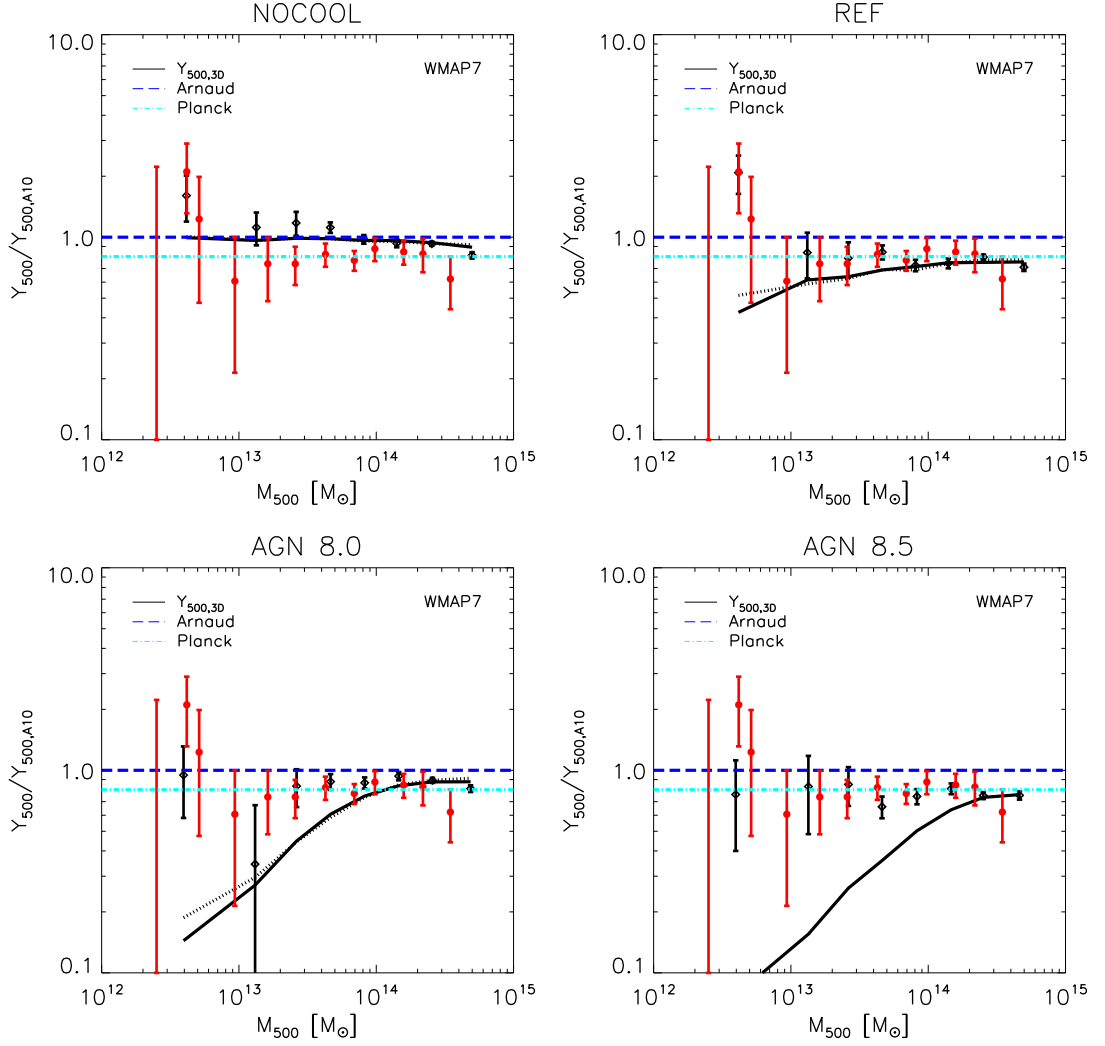 NOCOOL
10.0
Y500,3D
WMAP7
Arnaud
Planck
Y500/Y500,A10
1.0
0.1
10^12
10^13
10^14
10^15
M500 [M⊙]
REF
10.0
Y500,3D
WMAP7
Arnaud
Planck
Y500/Y500,A10
1.0
0.1
10^12
10^13
10^14
10^15
M500 [M⊙]
AGN 8.0
10.0
Y500,3D
WMAP7
Arnaud
Planck
Y500/Y500,A10
1.0
0.1
10^12
10^13
10^14
10^15
M500 [M⊙]
AGN 8.5
10.0
Y500,3D
WMAP7
Arnaud
Planck
Y500/Y500,A10
1.0
0.1
10^12
10^13
10^14
10^15
M500 [M⊙]